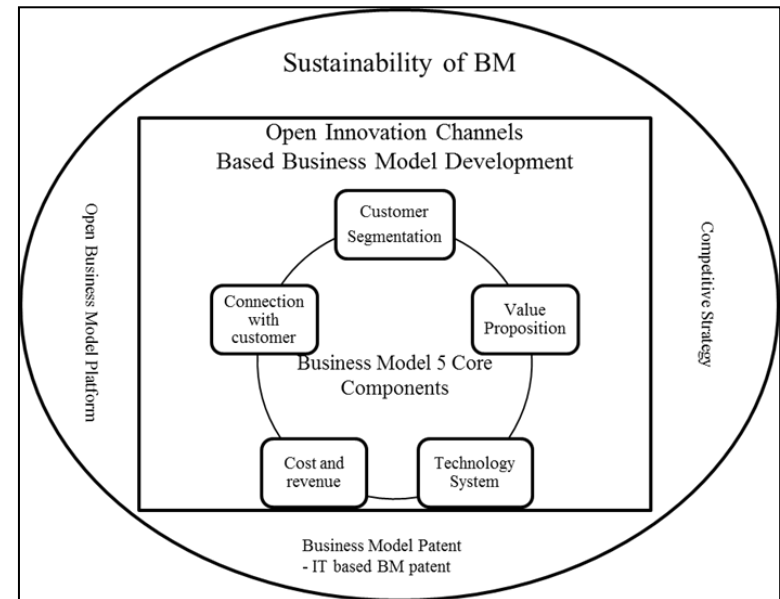 Sustainability of BM
Open Innovation Channels
Based Business Model Development
Customer
Segmentation
Open Business Model Platform
Connection
with
customer
Value
Proposition
Competitive Strategy
Business Model 5 Core
Components
Cost and
revenue
Technology
System
Business Model Patent
- IT based BM patent